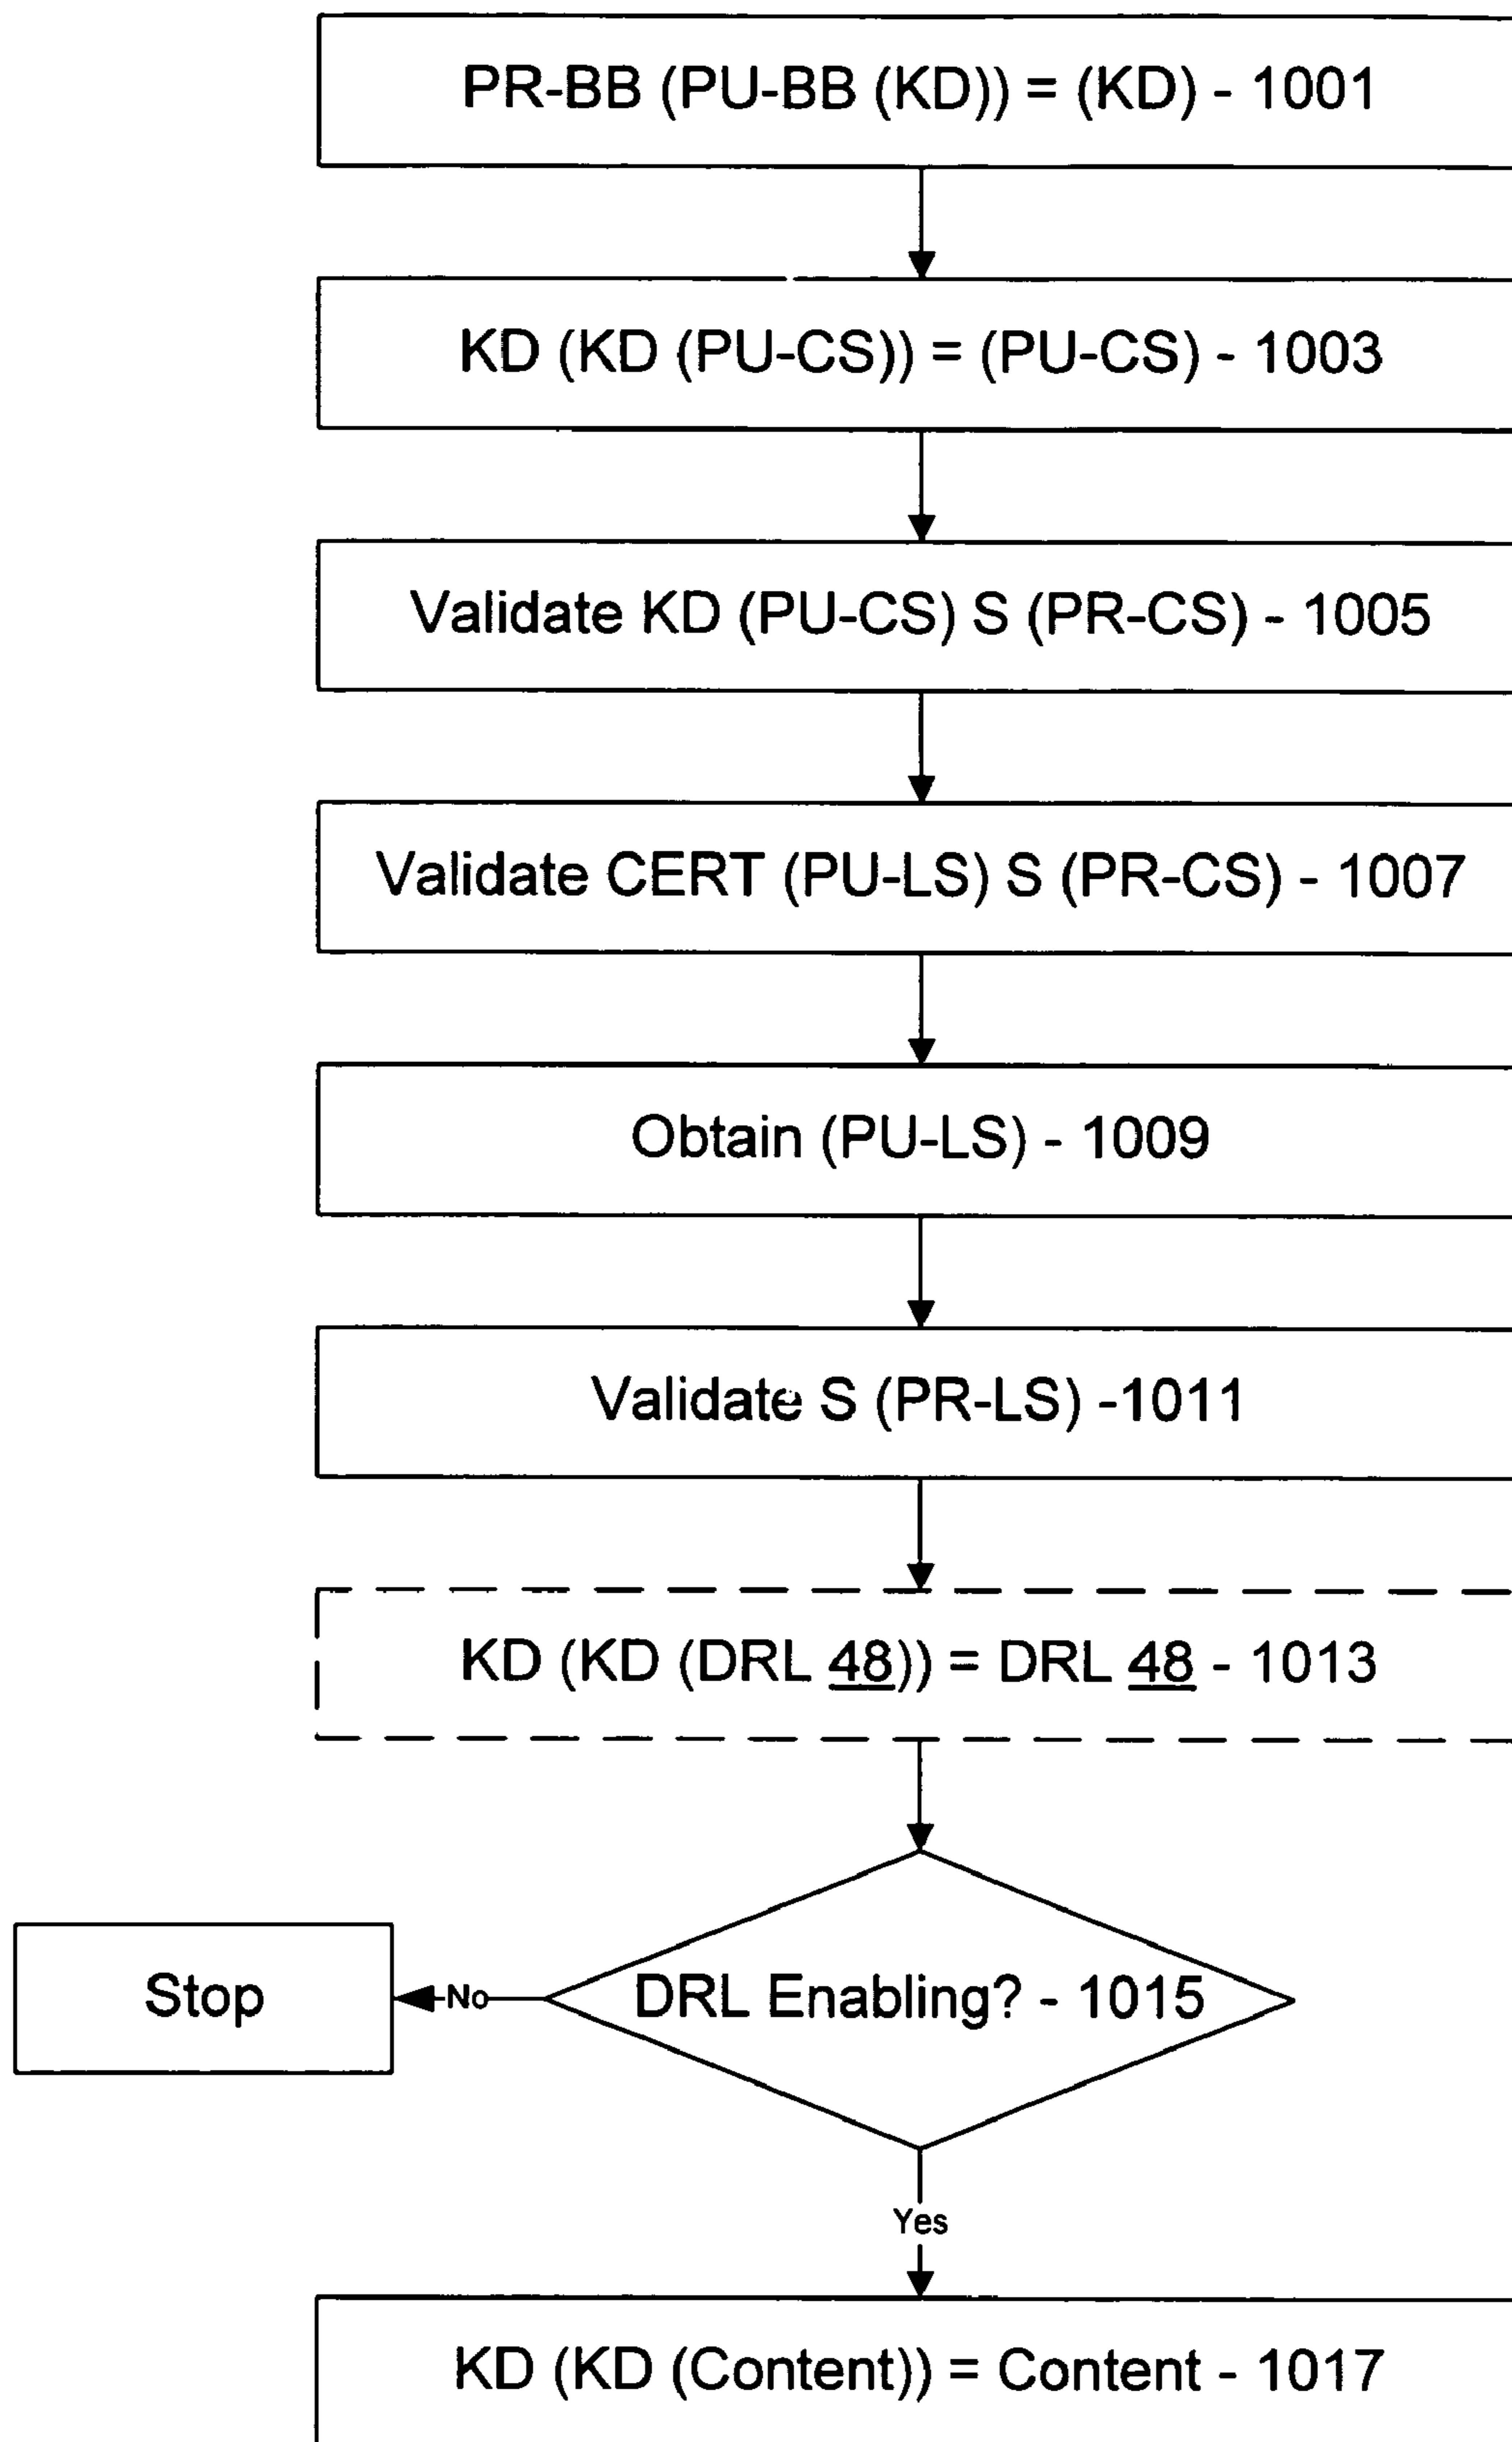 PR-BB (PU-BB (KD)) = (KD) - 1001
KD (KD (PU-CS)) = (PU-CS) - 1003
Validate KD (PU-CS) S (PR-CS) - 1005
Validate CERT (PU-LS) S (PR-CS) - 1007
Obtain (PU-LS) - 1009
Validate S (PR-LS) -1011
KD (KD (DRL 48)) = DRL 48 - 1013
DRL Enabling? - 1015
No
Stop
Yes
KD (KD (Content)) = Content - 1017